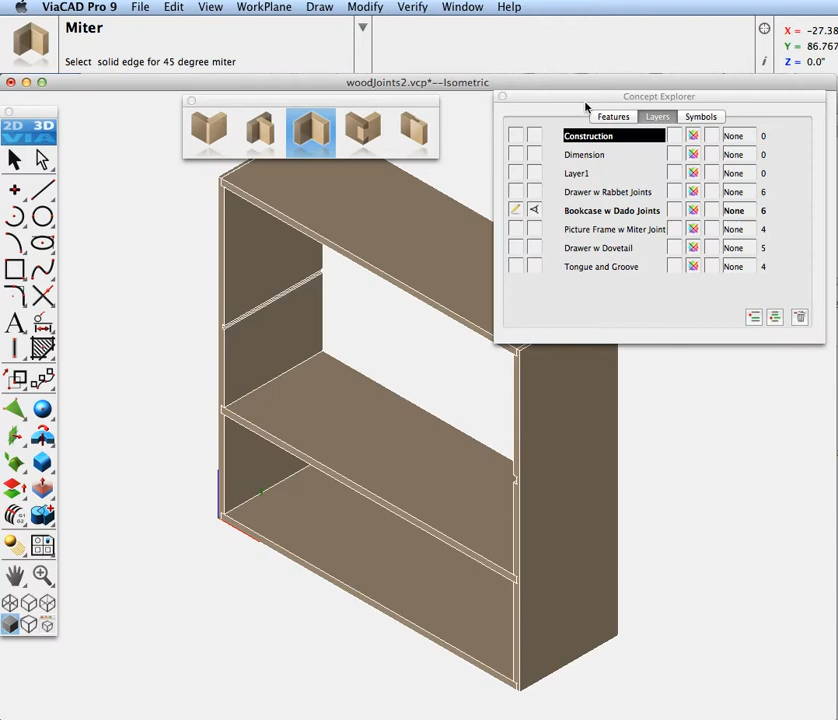 ViaCAD Pro 9 File Edit View WorkPlane Draw Modify Verify Window Help
Miter
Select solid edge for 45 degree miter
X = -27.38
Y = 86.767
Z = 0.0"
woodJoints2.vcp*--Isometric
Concept Explorer
Features Layers Symbols
Construction None 0
Dimension None 0
Layer1 None 0
Drawer w Rabbet Joints None 6
Bookcase w Dado Joints None 6
Picture Frame w Miter Joint None 4
Drawer w Dovetail None 5
Tongue and Groove None 4
2D 3D
VIA
A
G1
G2